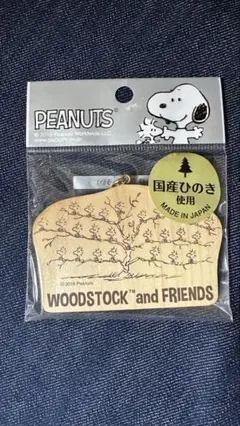 PEANUTS®
© 2019 Peanuts Worldwide LLC
国産ひのき
使用
MADE IN JAPAN
© 2019 Peanuts
WOODSTOCK™ and FRIENDS